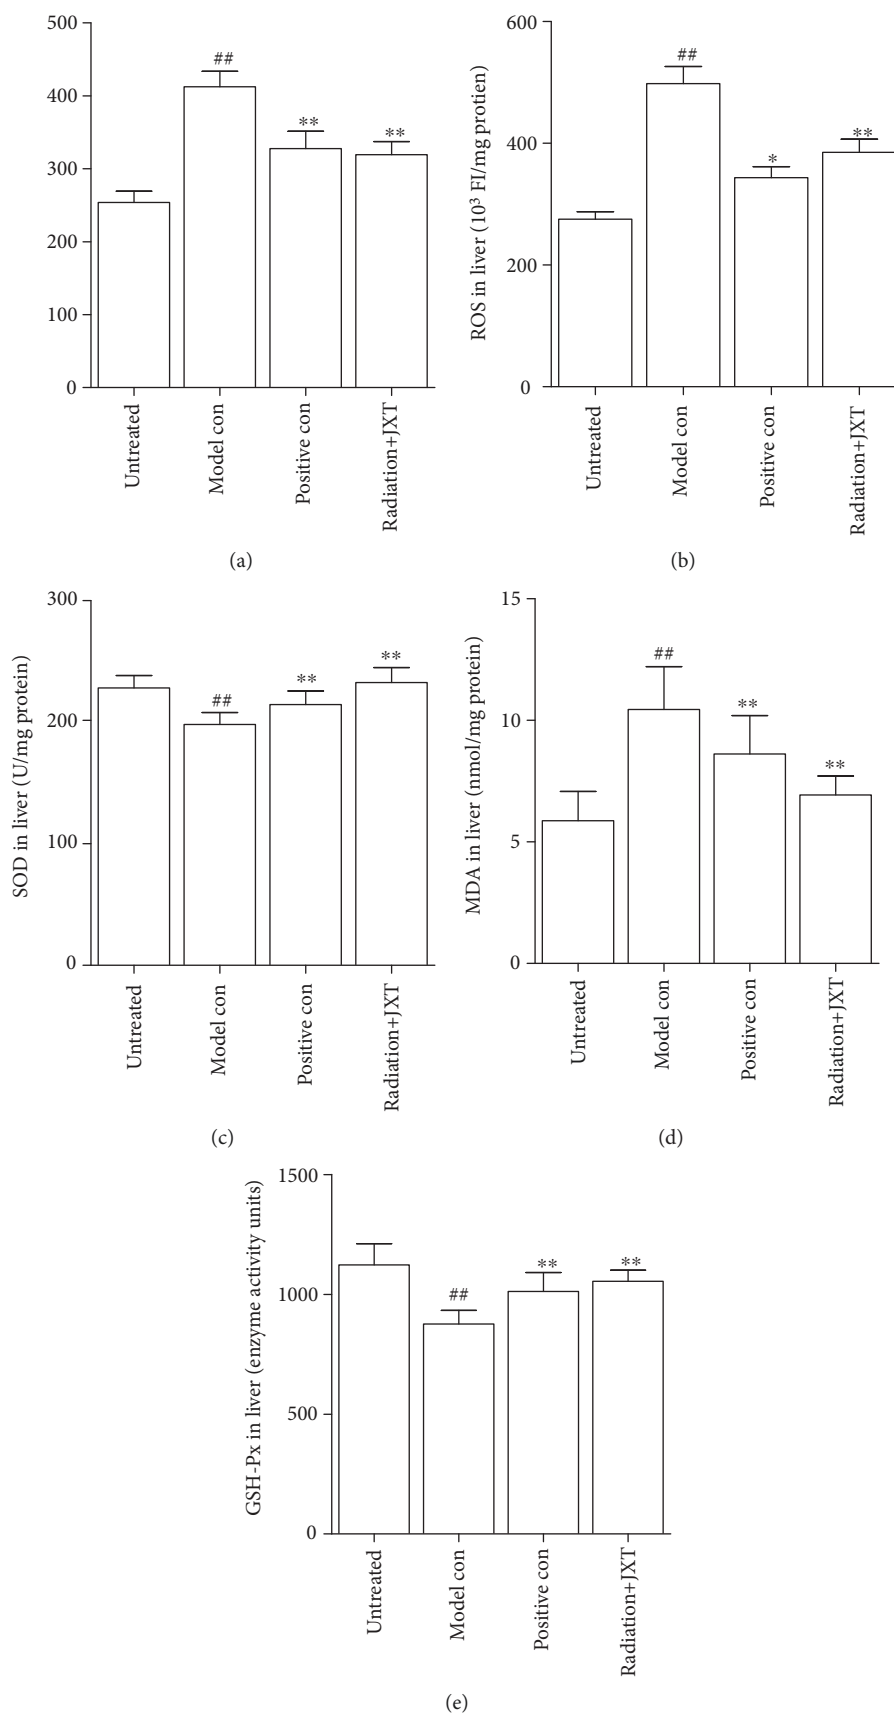 500
400
300
200
100
0
##
**
**
Untreated
Model con
Positive con
Radiation+JXT
(a)
ROS in liver (10³ FI/mg protien)
600
400
200
0
##
*
**
Untreated
Model con
Positive con
Radiation+JXT
(b)
SOD in liver (U/mg protein)
300
200
100
0
##
**
**
Untreated
Model con
Positive con
Radiation+JXT
(c)
MDA in liver (nmol/mg protein)
15
10
5
0
##
**
**
Untreated
Model con
Positive con
Radiation+JXT
(d)
GSH-Px in liver (enzyme activity units)
1500
1000
500
0
##
**
**
Untreated
Model con
Positive con
Radiation+JXT
(e)